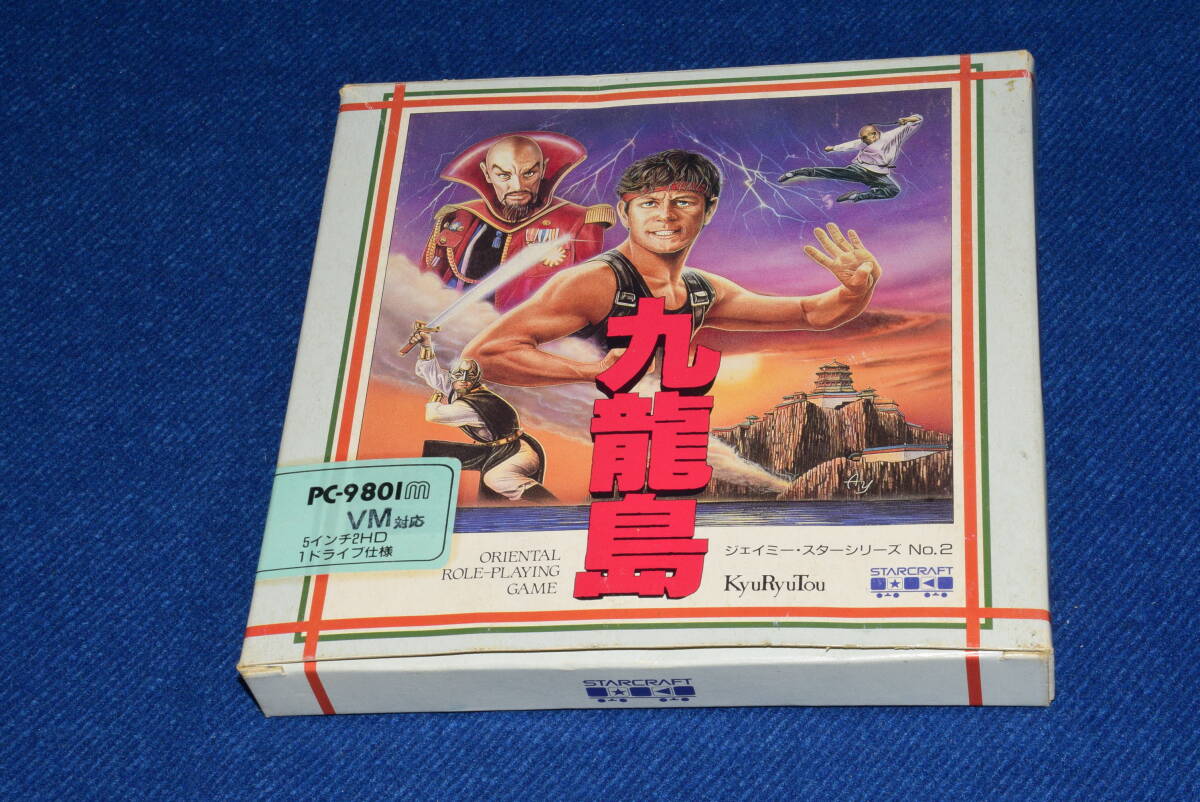 九龍島
PC-9801m
VM対応
5インチ2HD
1ドライブ仕様
ORIENTAL
ROLE-PLAYING
GAME
ジェイミー・スターシリーズ No.2
KyuRyuTou
STARCRAFT
Ay
STARCRAFT